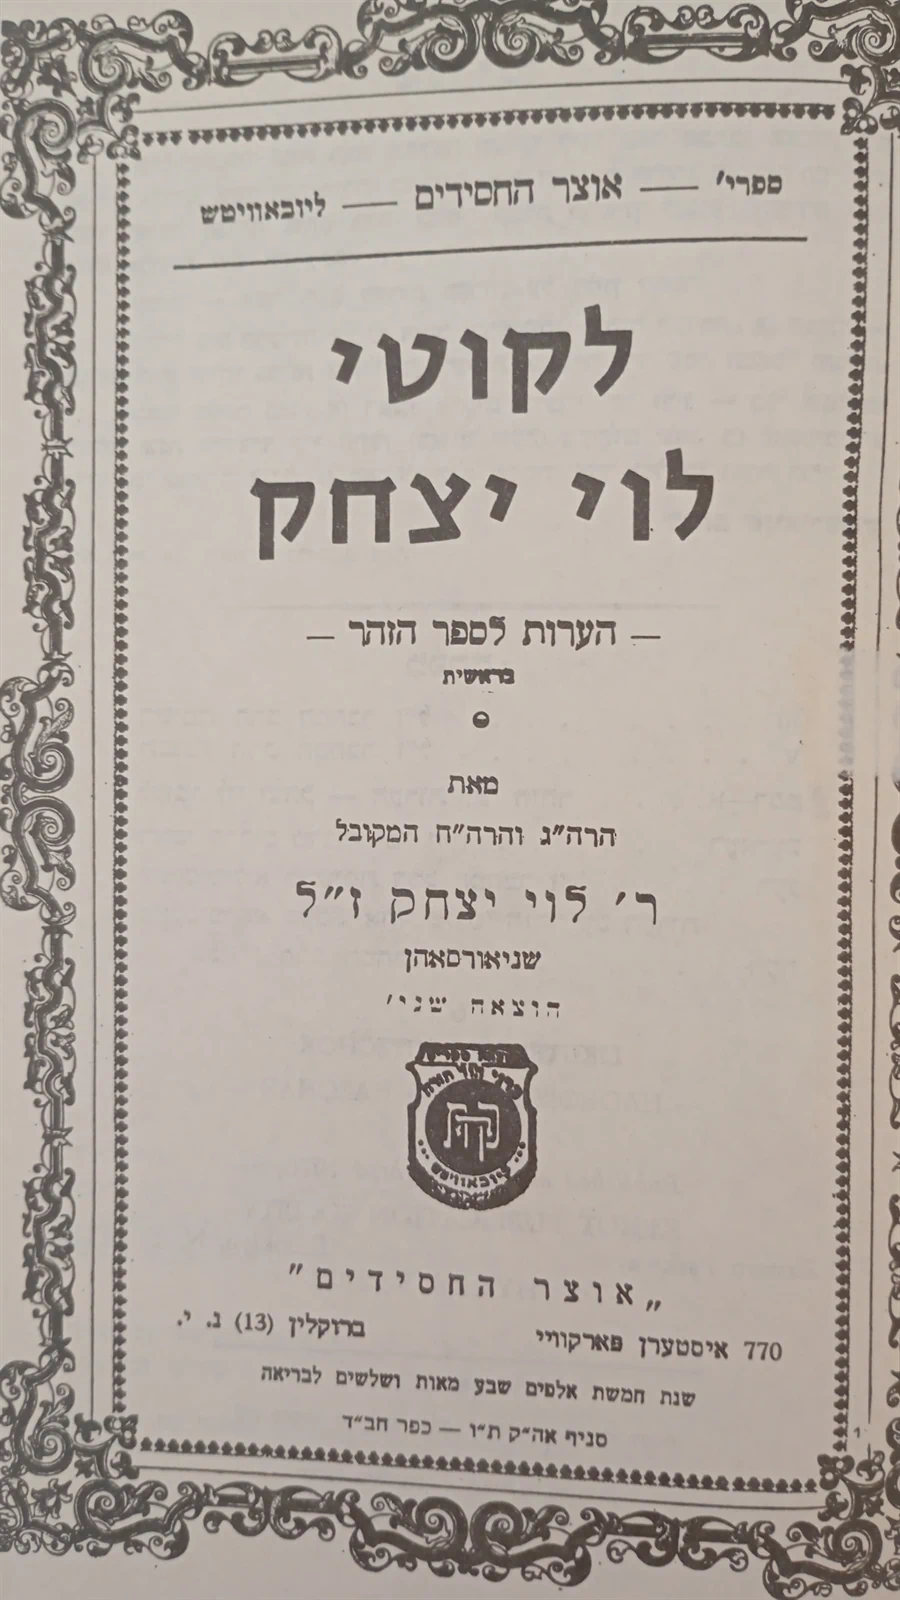 ספרי׳ — אוצר החסידים — ליובאוויטש
לקוטי
לוי יצחק
— הערות לספר הזהר —
בראשית
מאת
הרה״ג והרה״ח המקובל
ר׳ לוי יצחק ז״ל
שניאורסאהן
הוצאה שני׳
קה״ת
ליובאוויטש
„אוצר החסידים"
770 איסטערן פארקוויי ברוקלין (13) נ. י.
שנת חמשת אלפים שבע מאות ושלשים לבריאה
סניף אה״ק ת״ו — כפר חב״ד